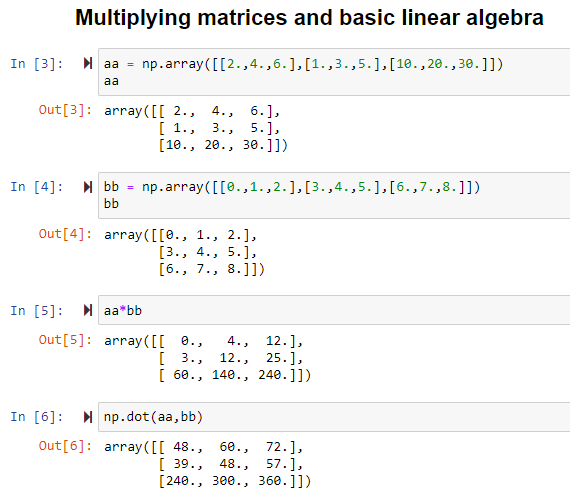 Multiplying matrices and basic linear algebra
In [3]: aa = np.array([[2.,4.,6.],[1.,3.,5.],[10.,20.,30.]])
aa
Out[3]: array([[ 2.,  4.,  6.],
[ 1.,  3.,  5.],
[10., 20., 30.]])
In [4]: bb = np.array([[0.,1.,2.],[3.,4.,5.],[6.,7.,8.]])
bb
Out[4]: array([[0., 1., 2.],
[3., 4., 5.],
[6., 7., 8.]])
In [5]: aa*bb
Out[5]: array([[  0.,   4.,  12.],
[  3.,  12.,  25.],
[ 60., 140., 240.]])
In [6]: np.dot(aa,bb)
Out[6]: array([[ 48.,  60.,  72.],
[ 39.,  48.,  57.],
[240., 300., 360.]])